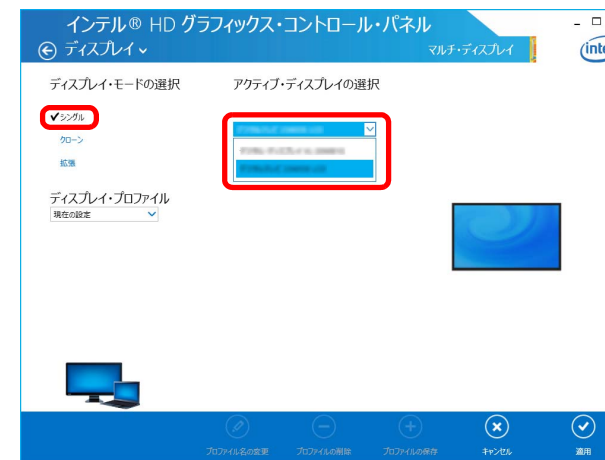 インテル® HD グラフィックス・コントロール・パネル
ディスプレイ
マルチ・ディスプレイ
ディスプレイ・モードの選択
アクティブ・ディスプレイの選択
✔シングル
クローン
拡張
ディスプレイ・プロファイル
現在の設定
プロファイル名の変更
プロファイルの削除
プロファイルの保存
キャンセル
適用